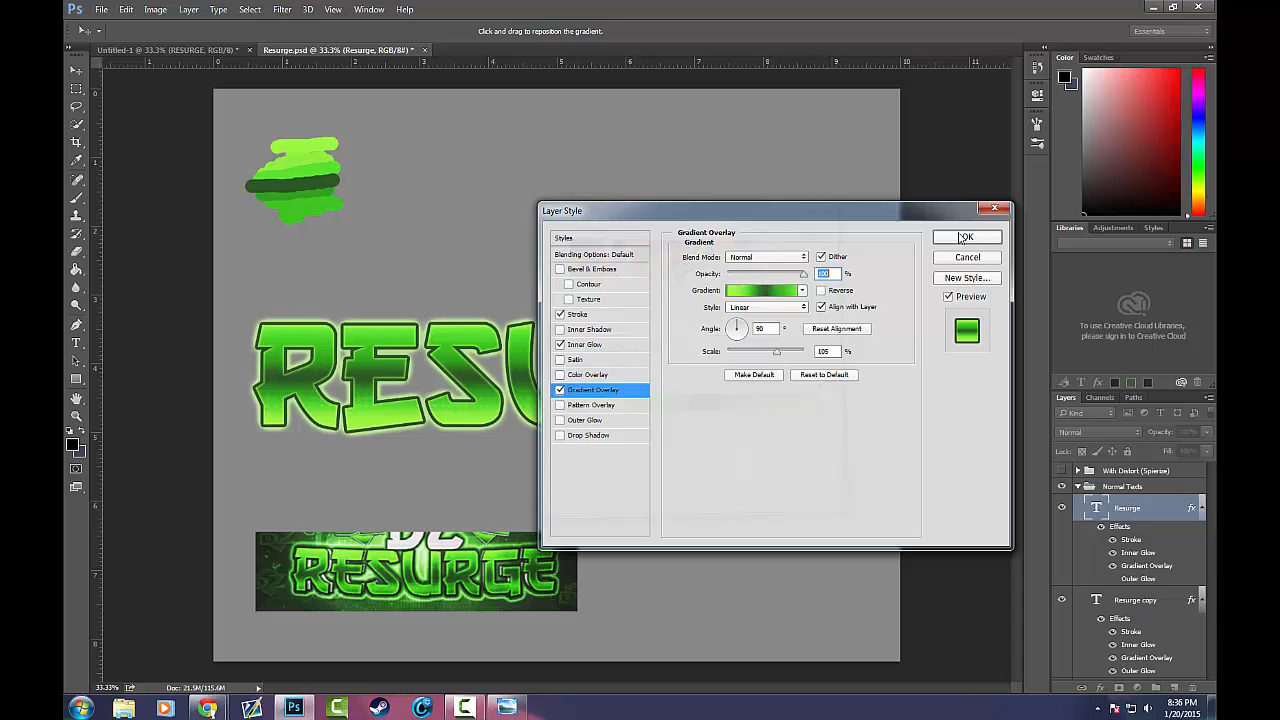 Ps File Edit Image Layer Type Select Filter 3D View Window Help
Click and drag to reposition the gradient.
Essentials
Untitled-1 @ 33.3% (RESURGE, RGB/8) *
Resurge.psd @ 33.3% (Resurge, RGB/8#) *
Color Swatches
Layer Style
Styles
Blending Options: Default
Bevel & Emboss
Contour
Texture
Stroke
Inner Shadow
Inner Glow
Satin
Color Overlay
Gradient Overlay
Pattern Overlay
Outer Glow
Drop Shadow
Gradient Overlay
Gradient
Blend Mode: Normal Dither
Opacity: 100 %
Gradient: Reverse
Style: Linear Align with Layer
Angle: 90 ° Reset Alignment
Scale: 105 %
Make Default Reset to Default
OK
Cancel
New Style...
Preview
RESU
RESURGE
Libraries Adjustments Styles
To use Creative Cloud Libraries,
please sign in to Creative Cloud
Layers Channels Paths
Kind
Normal Opacity:
Lock: Fill:
With Distort (Spierize)
Normal Texts
T Resurge fx
Effects
Stroke
Inner Glow
Gradient Overlay
Outer Glow
T Resurge copy fx
Effects
Stroke
Inner Glow
Gradient Overlay
Outer Glow
33.33% Doc: 21.5M/115.6M
8:36 PM
1/20/2015